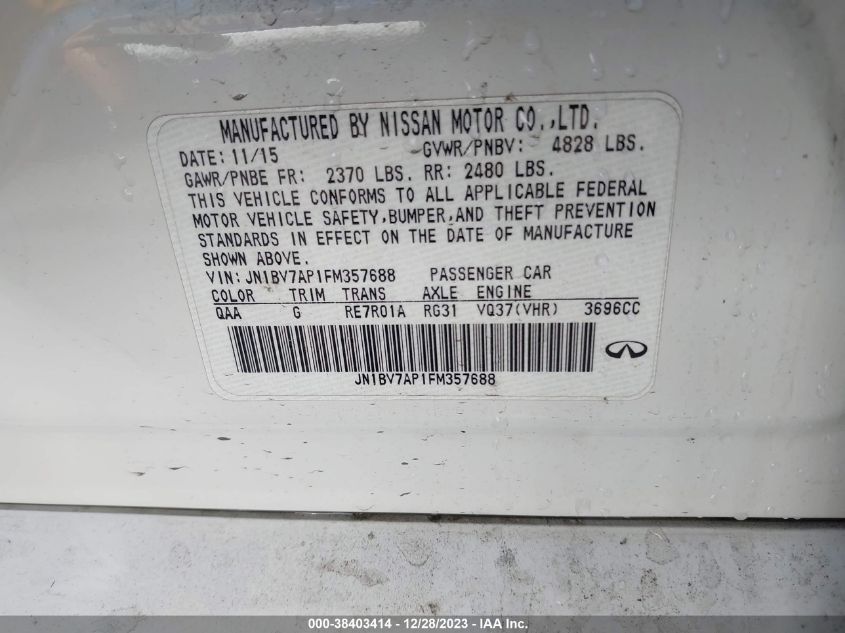 MANUFACTURED BY NISSAN MOTOR CO.,LTD.
DATE: 11/15 GVWR/PNBV: 4828 LBS.
GAWR/PNBE FR: 2370 LBS. RR: 2480 LBS.
THIS VEHICLE CONFORMS TO ALL APPLICABLE FEDERAL
MOTOR VEHICLE SAFETY,BUMPER,AND THEFT PREVENTION
STANDARDS IN EFFECT ON THE DATE OF MANUFACTURE
SHOWN ABOVE.
VIN: JN1BV7AP1FM357688 PASSENGER CAR
COLOR TRIM TRANS AXLE ENGINE
QAA G RE7R01A RG31 VQ37(VHR) 3696CC
JN1BV7AP1FM357688
000-38403414 - 12/28/2023 - IAA Inc.